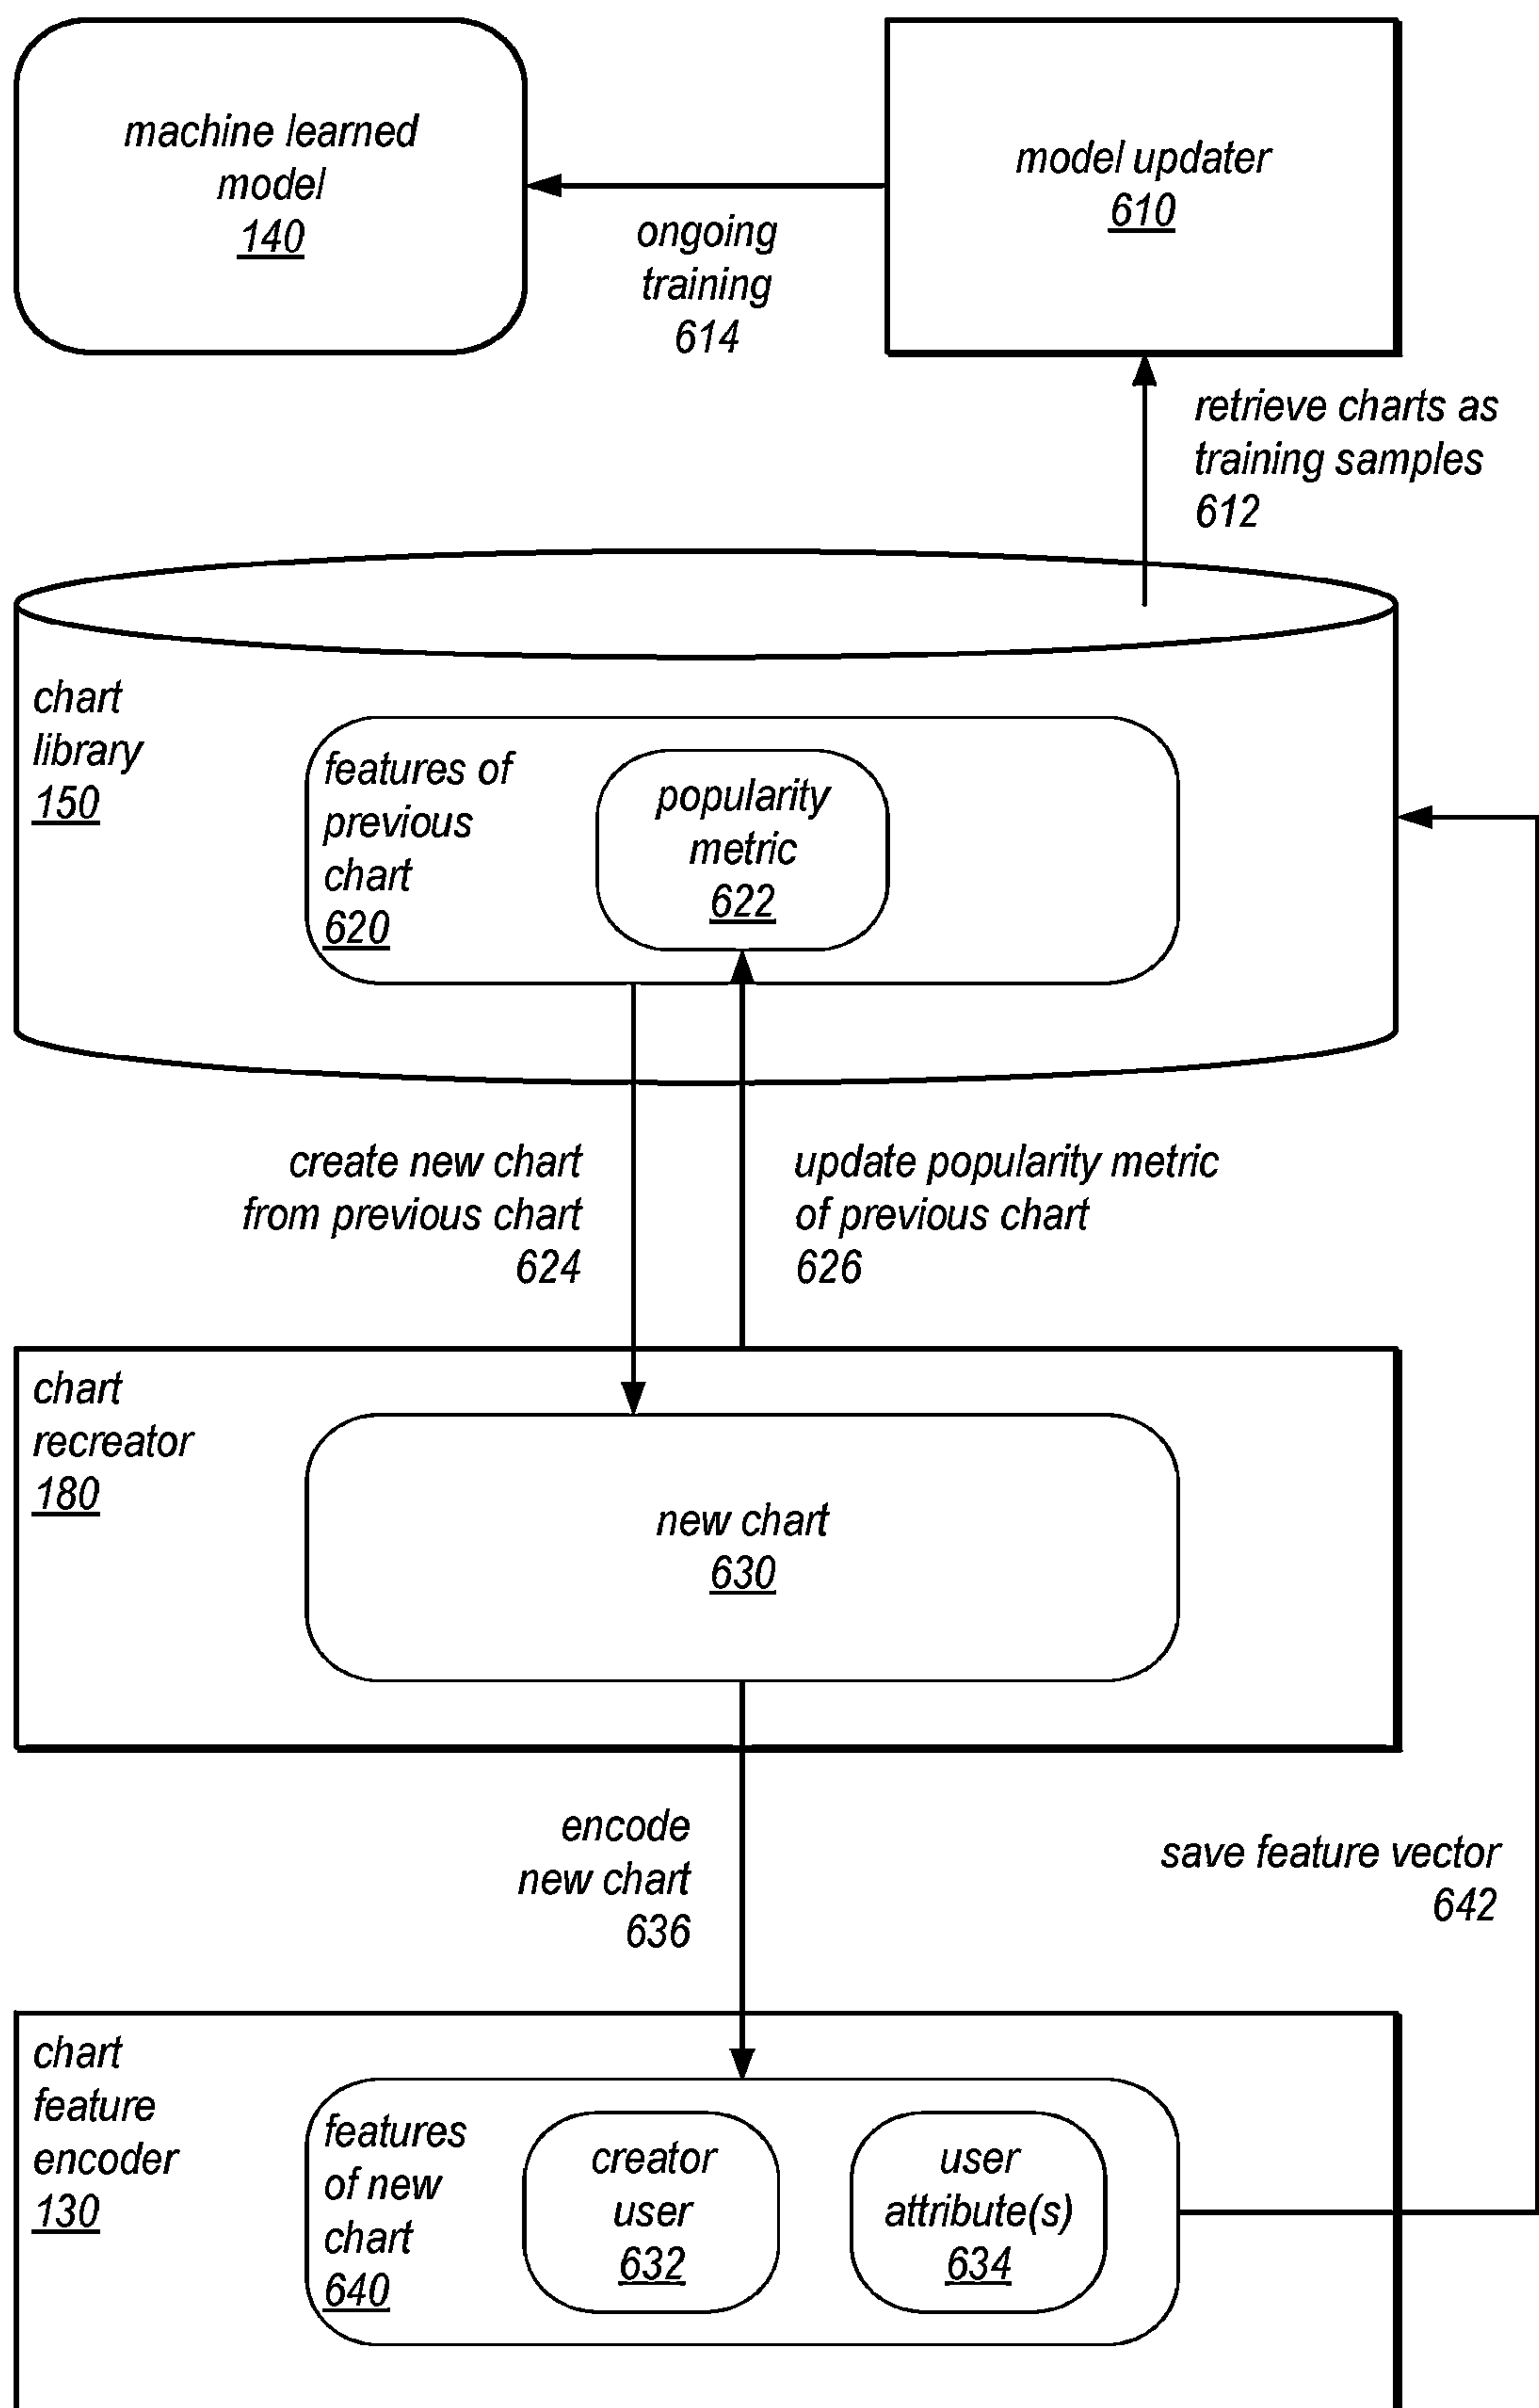 machine learned
model
140
model updater
610
ongoing
training
614
retrieve charts as
training samples
612
chart
library
150
features of
previous
chart
620
popularity
metric
622
create new chart
from previous chart
624
update popularity metric
of previous chart
626
chart
recreator
180
new chart
630
encode
new chart
636
save feature vector
642
chart
feature
encoder
130
features
of new
chart
640
creator
user
632
user
attribute(s)
634